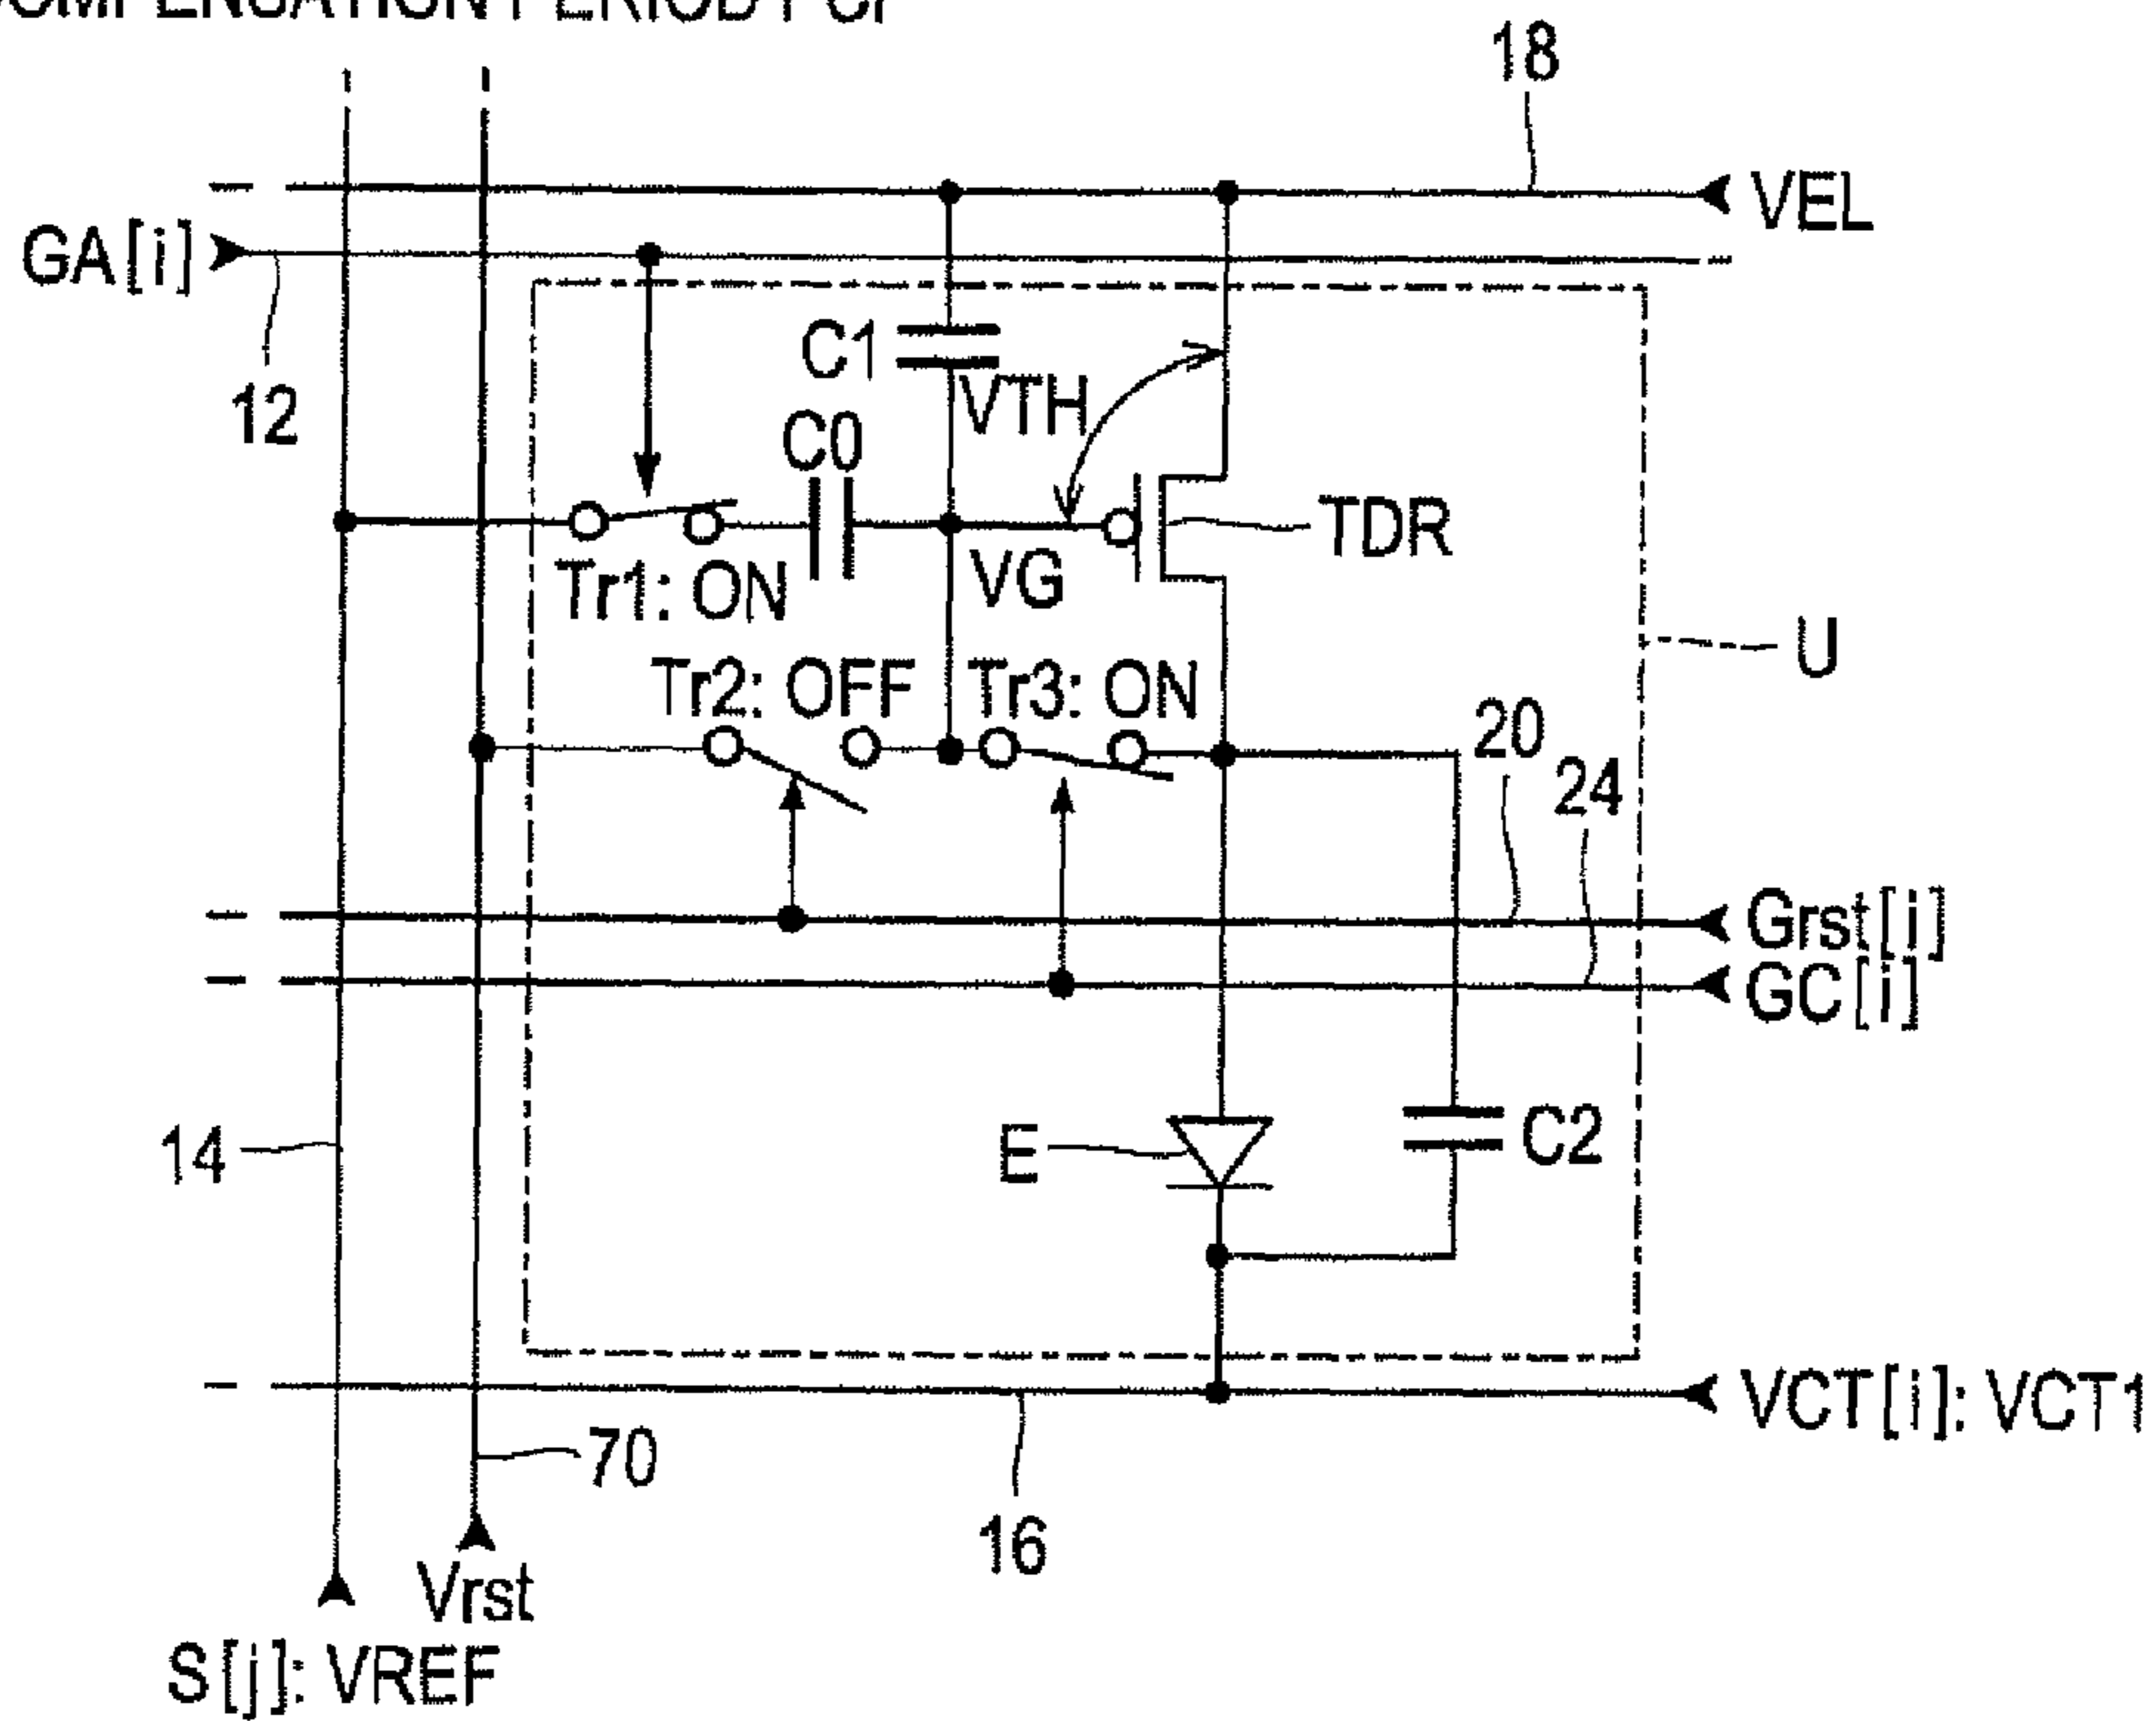 PERIOD
18
VEL
GA[i]
12
C1
VTH
C0
TDR
Tr1: ON
VG
U
Tr2: OFF
Tr3: ON
20
24
Grst[i]
GC[i]
14
E
C2
VCT[i]: VCT1
70
16
Vrst
S[j]: VREF